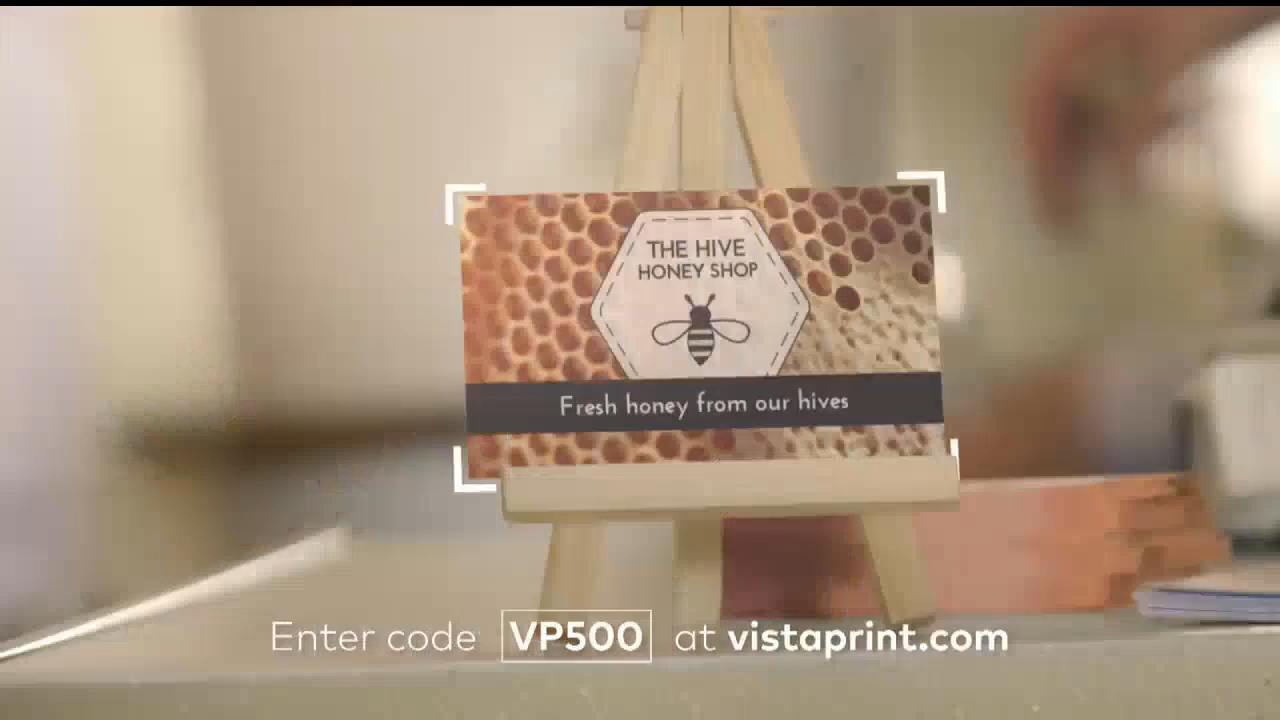 THE HIVE
HONEY SHOP
Fresh honey from our hives
Enter code VP500 at vistaprint.com